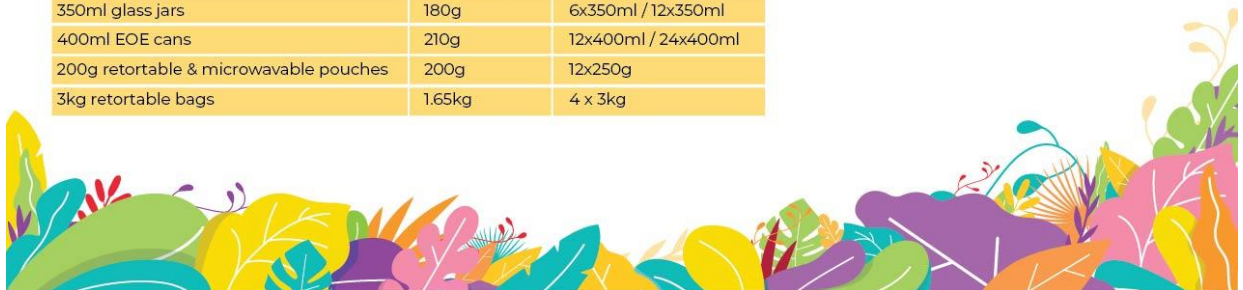 350ml glass jars 180g 6x350ml / 12x350ml
400ml EOE cans 210g 12x400ml / 24x400ml
200g retortable & microwavable pouches 200g 12x250g
3kg retortable bags 1.65kg 4 x 3kg